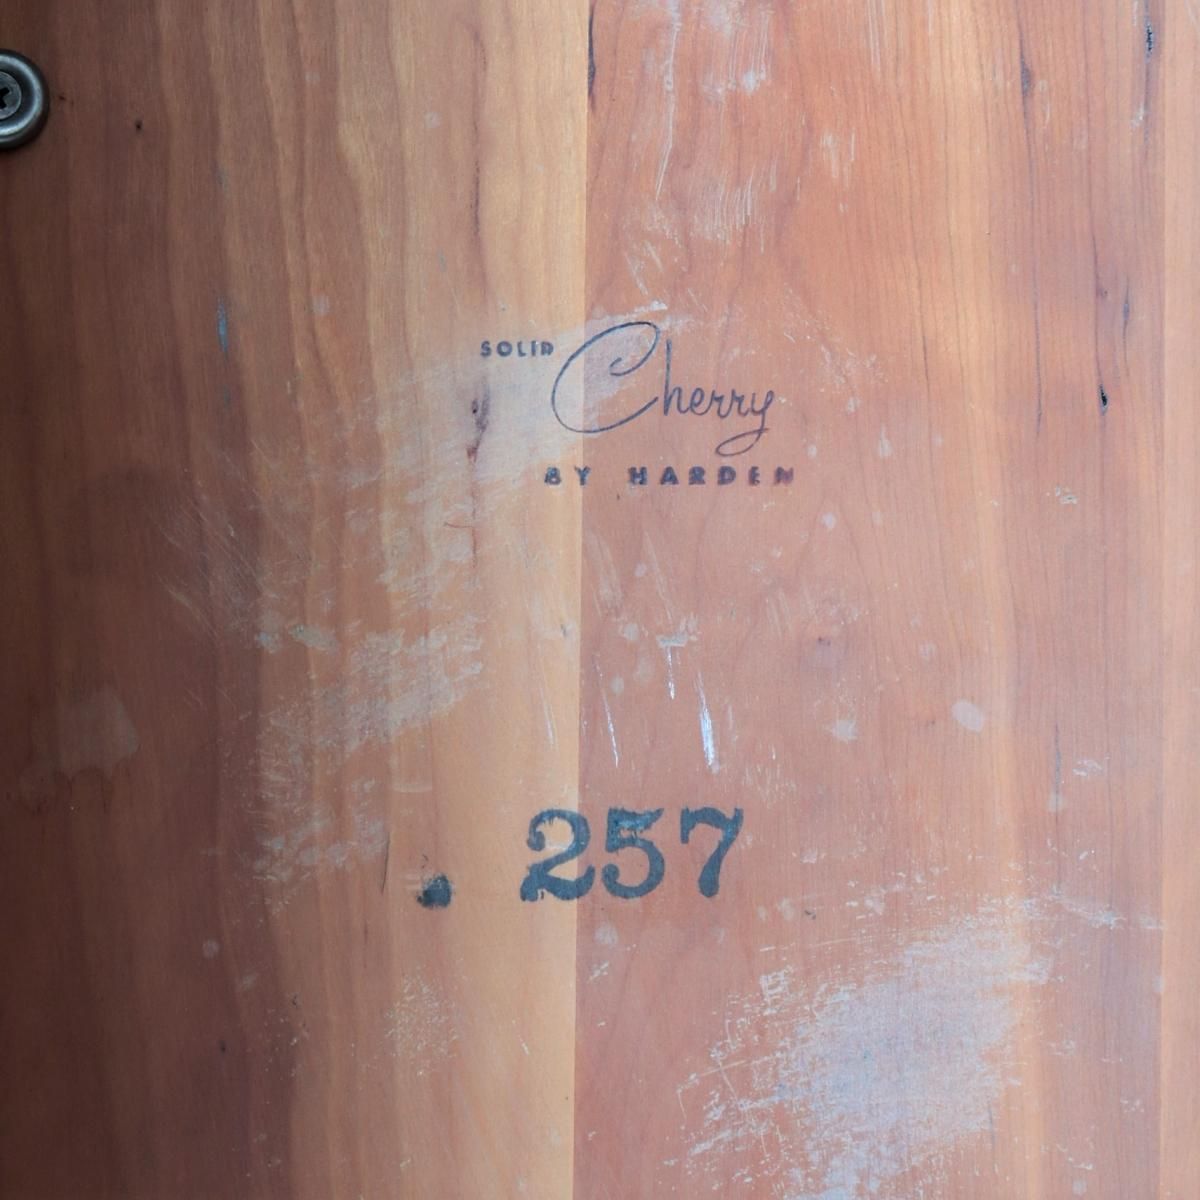 SOLID Cherry
BY HARDEN
257